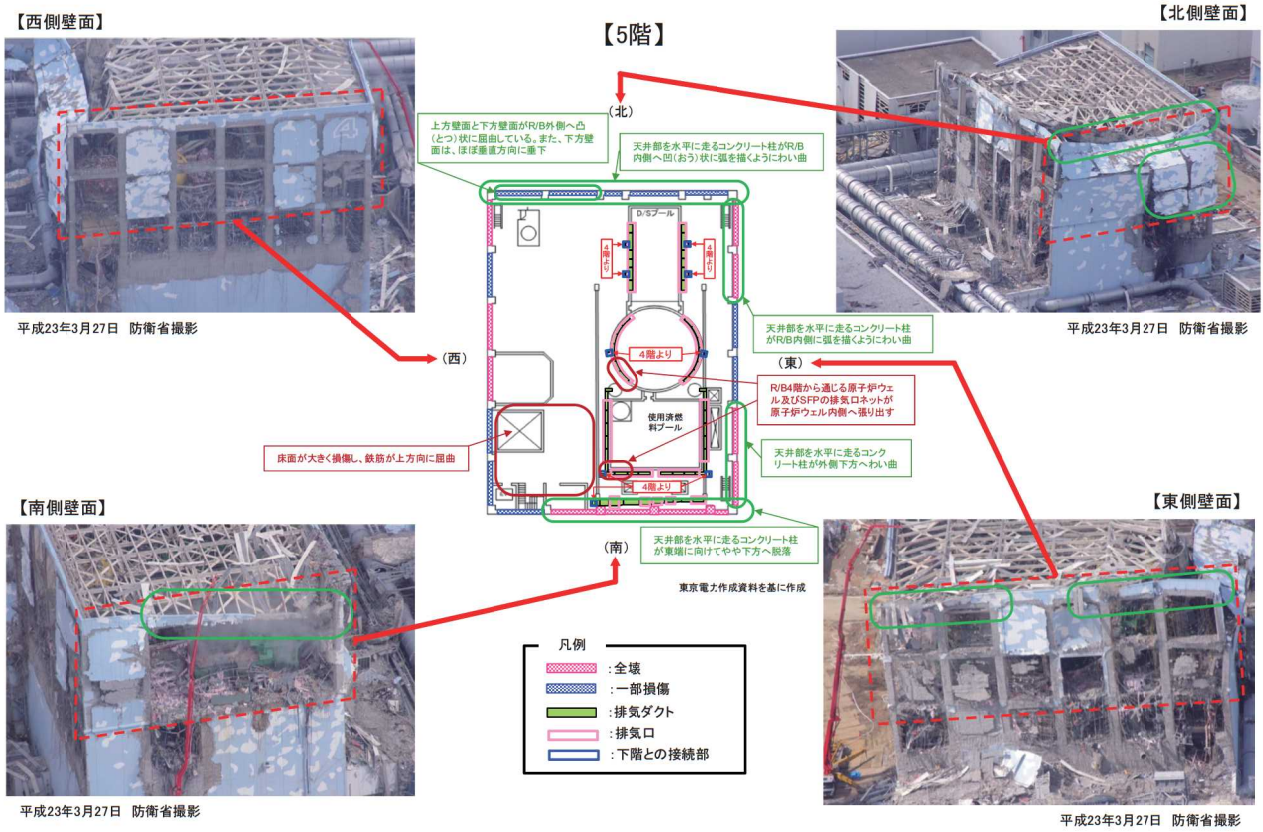 【西側壁面】
【5階】
【北側壁面】
(北)
上方壁面と下方壁面がR/B外側へ凸
(とつ)状に屈曲している。また、下方壁
面は、ほぼ垂直方向に垂下
天井部を水平に走るコンクリート柱がR/B
内側へ凹(おう)状に弧を描くようにわい曲
4
D/Sプール
4階より
4階より
平成23年3月27日 防衛省撮影
平成23年3月27日 防衛省撮影
天井部を水平に走るコンクリート柱
がR/B内側に弧を描くようにわい曲
(西)
4階より
(東)
R/B4階から通じる原子炉ウェ
ル及びSFPの排気口ネットが
原子炉ウェル内側へ張り出す
使用済燃
料プール
床面が大きく損傷し、鉄筋が上方向に屈曲
天井部を水平に走るコンク
リート柱が外側下方へわい曲
4階より
【南側壁面】
【東側壁面】
(南)
天井部を水平に走るコンクリート柱
が東端に向けてやや下方へ脱落
東京電力作成資料を基に作成
凡例
:全壊
:一部損傷
:排気ダクト
:排気口
:下階との接続部
平成23年3月27日 防衛省撮影
平成23年3月27日 防衛省撮影